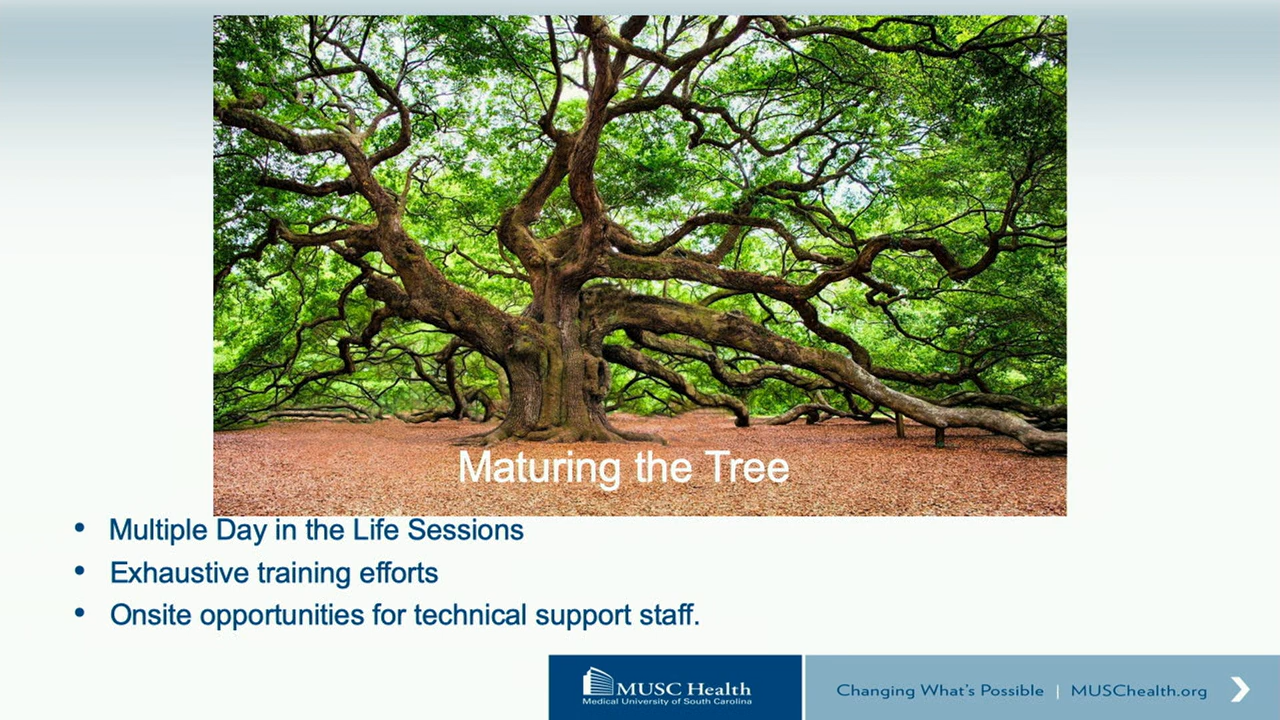 Maturing the Tree
• Multiple Day in the Life Sessions
• Exhaustive training efforts
• Onsite opportunities for technical support staff.
MUSC Health
Medical University of South Carolina
Changing What's Possible | MUSChealth.org